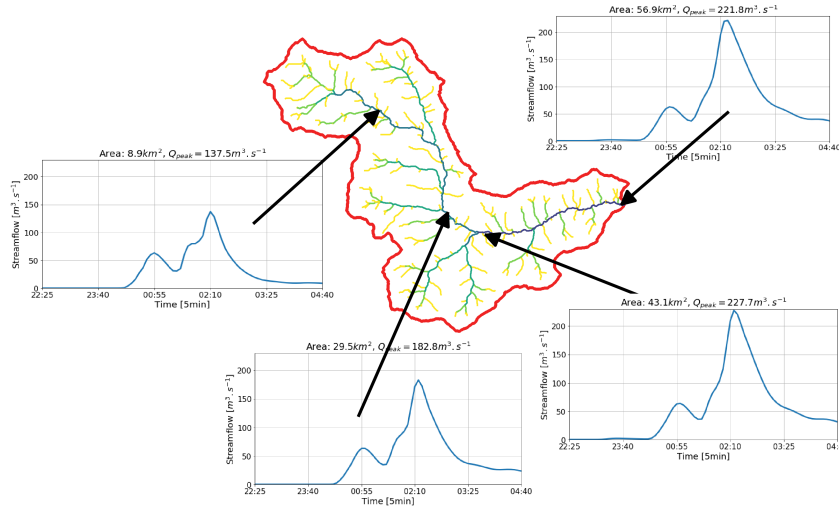 Area: 56.9km², Q_peak = 221.8m³.s⁻¹
Streamflow [m³.s⁻¹]
200
150
100
50
0
22:25 23:40 00:55 02:10 03:25 04:40
Time [5min]
Area: 8.9km², Q_peak = 137.5m³.s⁻¹
Streamflow [m³.s⁻¹]
200
150
100
50
0
22:25 23:40 00:55 02:10 03:25 04:40
Time [5min]
Area: 43.1km², Q_peak = 227.7m³.s⁻¹
Streamflow [m³.s⁻¹]
200
150
100
50
0
22:25 23:40 00:55 02:10 03:25 04:
Time [5min]
Area: 29.5km², Q_peak = 182.8m³.s⁻¹
Streamflow [m³.s⁻¹]
200
150
100
50
0
22:25 23:40 00:55 02:10 03:25 04:40
Time [5min]